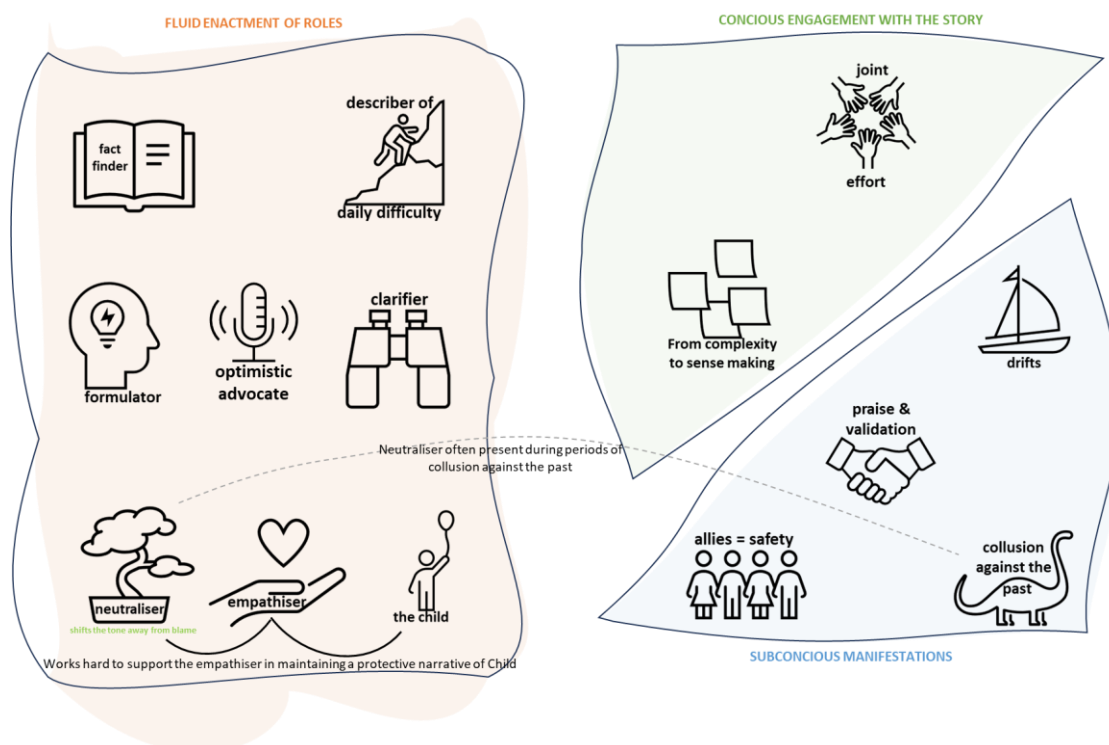 FLUID ENACTMENT OF ROLES
fact
finder
describer of
daily difficulty
formulator
optimistic
advocate
clarifier
neutraliser
shifts the tone away from blame
empathiser
the child
Works hard to support the empathiser in maintaining a protective narrative of Child
Neutraliser often present during periods of
collusion against the past
CONCIOUS ENGAGEMENT WITH THE STORY
joint
effort
From complexity
to sense making
drifts
praise &
validation
allies = safety
collusion
against the
past
SUBCONCIOUS MANIFESTATIONS